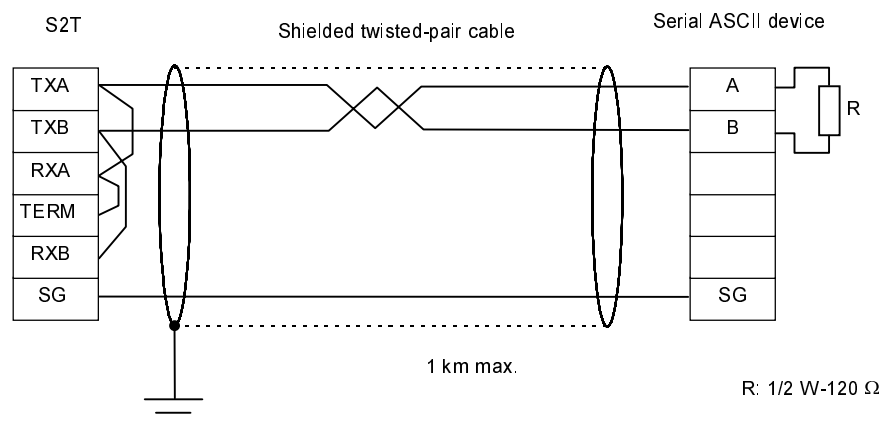 S2T
Shielded twisted-pair cable
Serial ASCII device
TXA
TXB
RXA
TERM
RXB
SG
A
B
SG
R
1 km max.
R: 1/2 W-120 Ω